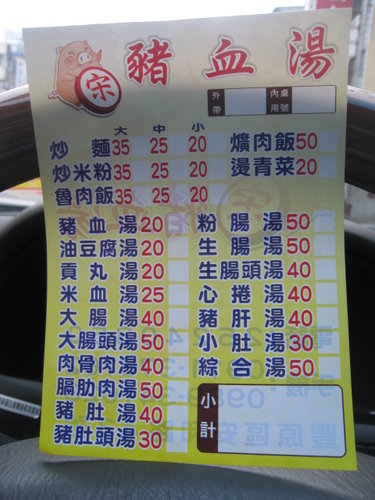 宋 豬血湯
外帶 內用 桌號
大 中 小
炒麵 35 25 20
炒米粉 35 25 20
魯肉飯 35 25 20
爌肉飯 50
燙青菜 20
豬血湯 20
油豆腐湯 20
貢丸湯 20
米血湯 25
大腸湯 40
大腸頭湯 50
肉骨肉湯 40
膈肋肉湯 50
豬肚湯 40
豬肚頭湯 30
粉腸湯 50
生腸湯 50
生腸頭湯 40
心捲湯 40
豬肝湯 40
小肚湯 30
綜合湯 50
小計